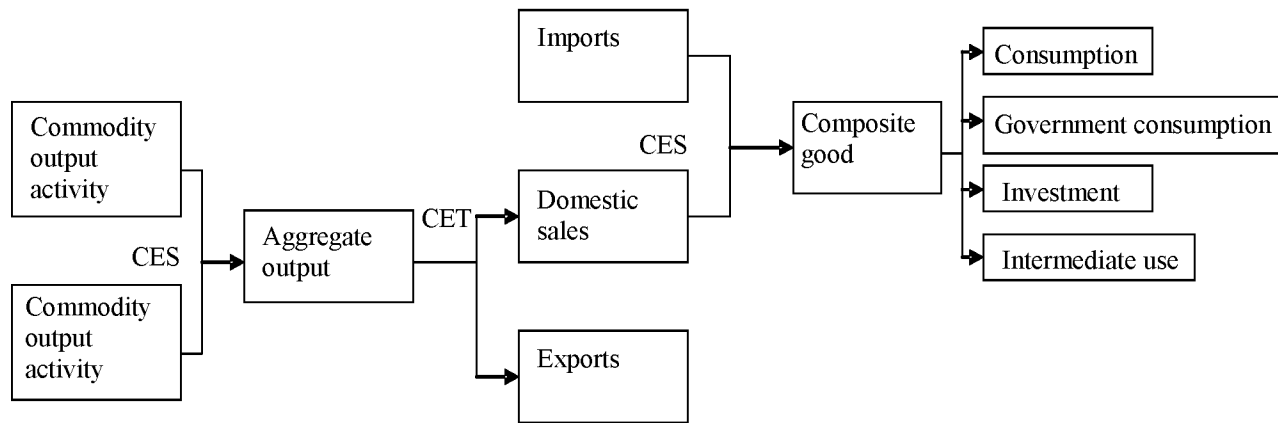 Commodity
output
activity
CES
Commodity
output
activity
Aggregate
output
CET
Imports
Domestic
sales
Exports
CES
Composite
good
Consumption
Government consumption
Investment
Intermediate use